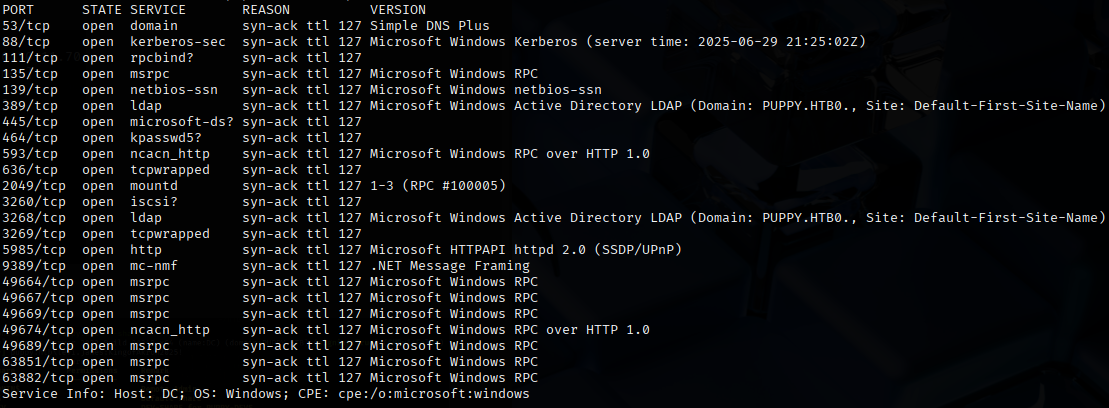 PORT      STATE SERVICE       REASON          VERSION
53/tcp    open  domain        syn-ack ttl 127 Simple DNS Plus
88/tcp    open  kerberos-sec  syn-ack ttl 127 Microsoft Windows Kerberos (server time: 2025-06-29 21:25:02Z)
111/tcp   open  rpcbind?      syn-ack ttl 127
135/tcp   open  msrpc         syn-ack ttl 127 Microsoft Windows RPC
139/tcp   open  netbios-ssn   syn-ack ttl 127 Microsoft Windows netbios-ssn
389/tcp   open  ldap          syn-ack ttl 127 Microsoft Windows Active Directory LDAP (Domain: PUPPY.HTB0., Site: Default-First-Site-Name)
445/tcp   open  microsoft-ds? syn-ack ttl 127
464/tcp   open  kpasswd5?     syn-ack ttl 127
593/tcp   open  ncacn_http    syn-ack ttl 127 Microsoft Windows RPC over HTTP 1.0
636/tcp   open  tcpwrapped    syn-ack ttl 127
2049/tcp  open  mountd        syn-ack ttl 127 1-3 (RPC #100005)
3260/tcp  open  iscsi?        syn-ack ttl 127
3268/tcp  open  ldap          syn-ack ttl 127 Microsoft Windows Active Directory LDAP (Domain: PUPPY.HTB0., Site: Default-First-Site-Name)
3269/tcp  open  tcpwrapped    syn-ack ttl 127
5985/tcp  open  http          syn-ack ttl 127 Microsoft HTTPAPI httpd 2.0 (SSDP/UPnP)
9389/tcp  open  mc-nmf        syn-ack ttl 127 .NET Message Framing
49664/tcp open  msrpc         syn-ack ttl 127 Microsoft Windows RPC
49667/tcp open  msrpc         syn-ack ttl 127 Microsoft Windows RPC
49669/tcp open  msrpc         syn-ack ttl 127 Microsoft Windows RPC
49674/tcp open  ncacn_http    syn-ack ttl 127 Microsoft Windows RPC over HTTP 1.0
49689/tcp open  msrpc         syn-ack ttl 127 Microsoft Windows RPC
63851/tcp open  msrpc         syn-ack ttl 127 Microsoft Windows RPC
63882/tcp open  msrpc         syn-ack ttl 127 Microsoft Windows RPC
Service Info: Host: DC; OS: Windows; CPE: cpe:/o:microsoft:windows